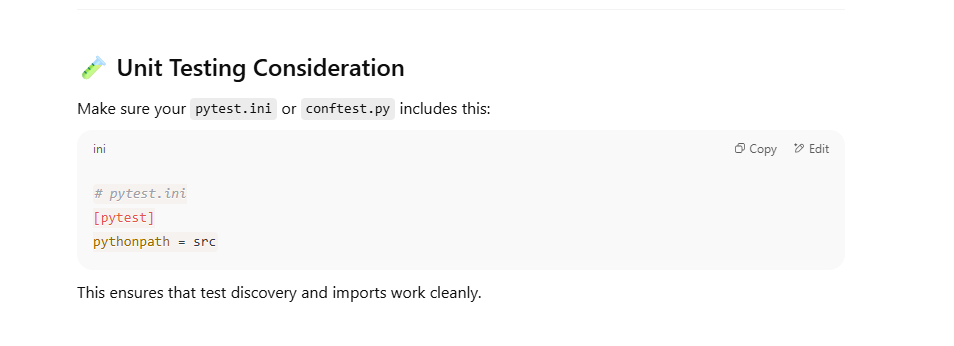 Unit Testing Consideration
Make sure your pytest.ini or conftest.py includes this:
ini
Copy
Edit
# pytest.ini
[pytest]
pythonpath = src
This ensures that test discovery and imports work cleanly.